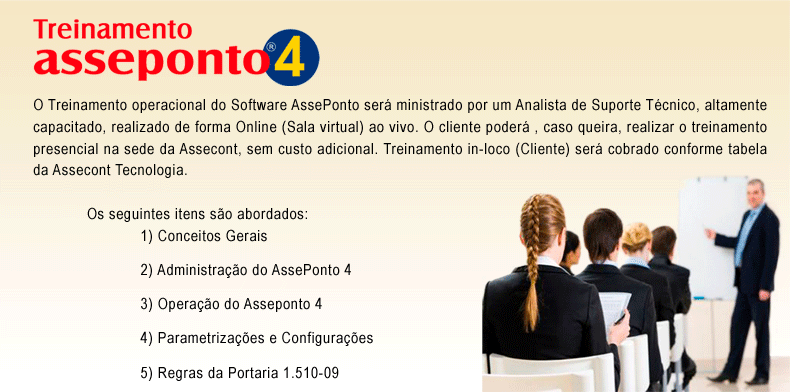 Treinamento
asseponto®4
O Treinamento operacional do Software AssePonto será ministrado por um Analista de Suporte Técnico, altamente
capacitado, realizado de forma Online (Sala virtual) ao vivo. O cliente poderá , caso queira, realizar o treinamento
presencial na sede da Assecont, sem custo adicional. Treinamento in-loco (Cliente) será cobrado conforme tabela
da Assecont Tecnologia.
Os seguintes itens são abordados:
1) Conceitos Gerais
2) Administração do AssePonto 4
3) Operação do Asseponto 4
4) Parametrizações e Configurações
5) Regras da Portaria 1.510-09